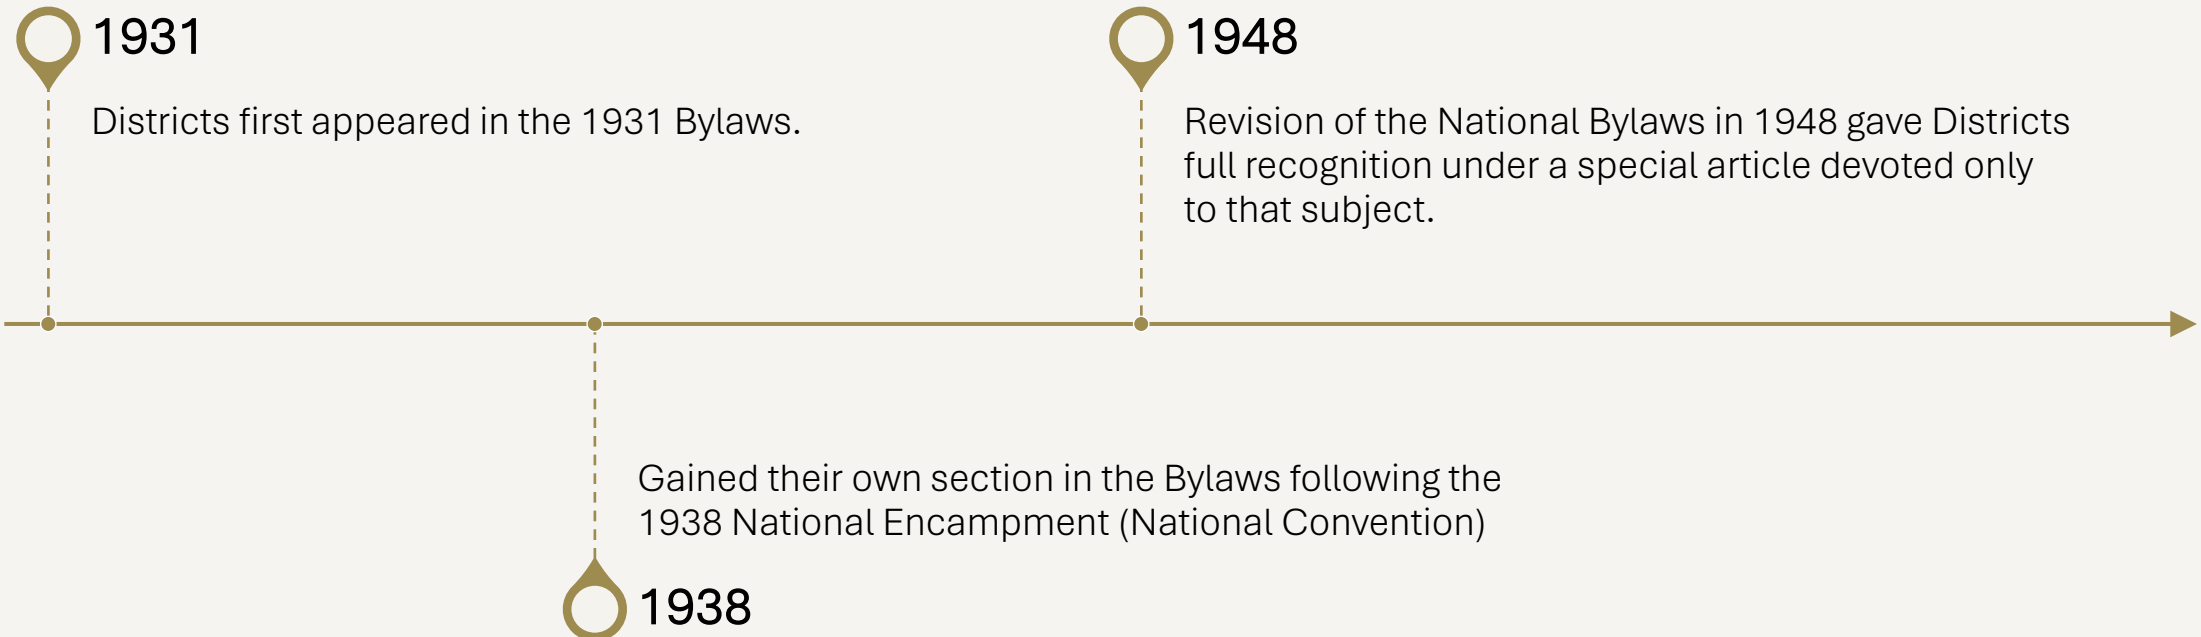 1931
Districts first appeared in the 1931 Bylaws.
1948
Revision of the National Bylaws in 1948 gave Districts
full recognition under a special article devoted only
to that subject.
Gained their own section in the Bylaws following the
1938 National Encampment (National Convention)
1938